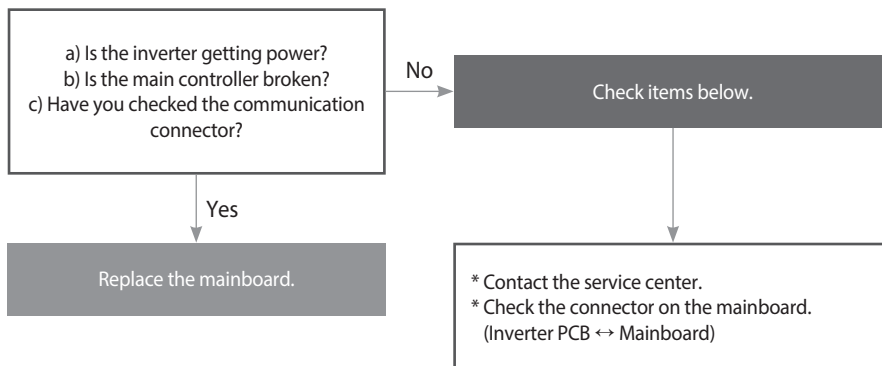 a) Is the inverter getting power?
b) Is the main controller broken?
c) Have you checked the communication
connector?
No
Check items below.
Yes
Replace the mainboard.
* Contact the service center.
* Check the connector on the mainboard.
(Inverter PCB ↔ Mainboard)